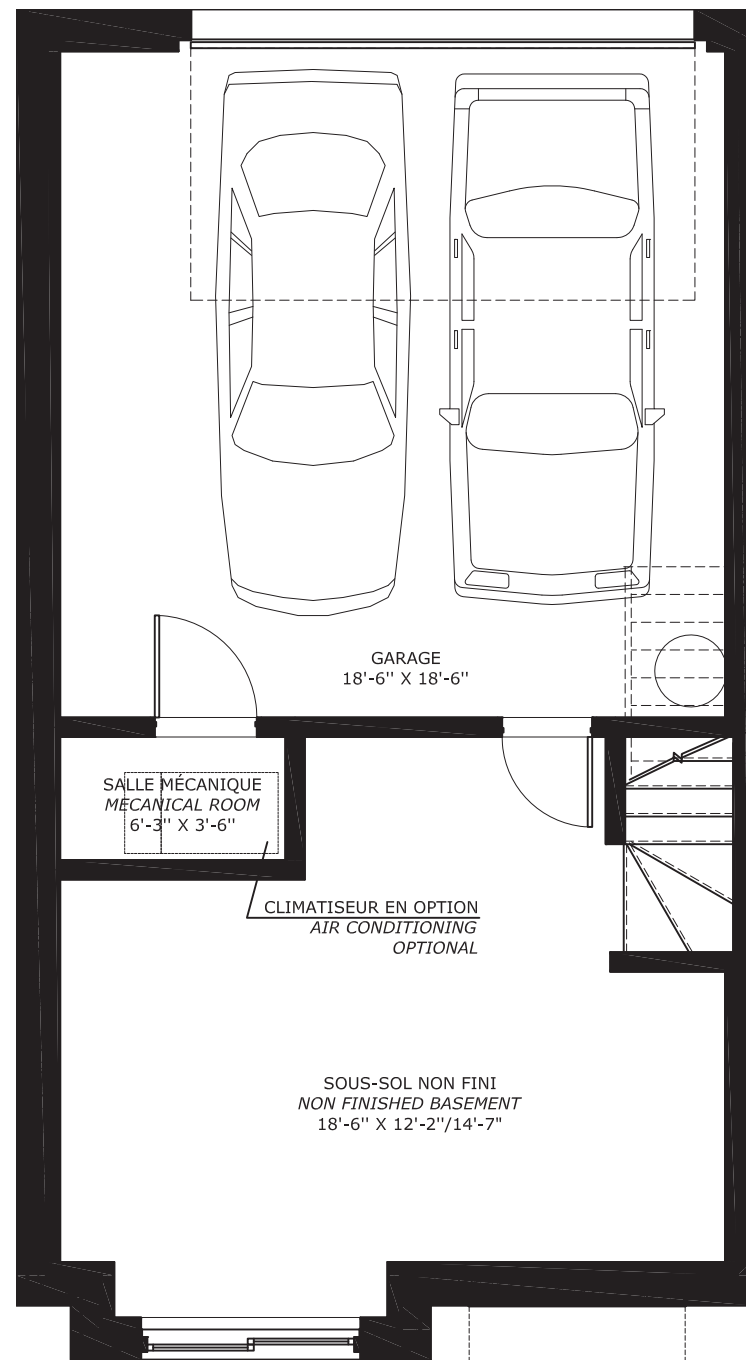 GARAGE
18'-6'' X 18'-6''
SALLE MÉCANIQUE
MECANICAL ROOM
6'-3'' X 3'-6''
CLIMATISEUR EN OPTION
AIR CONDITIONING
OPTIONAL
SOUS-SOL NON FINI
NON FINISHED BASEMENT
18'-6'' X 12'-2''/14'-7"